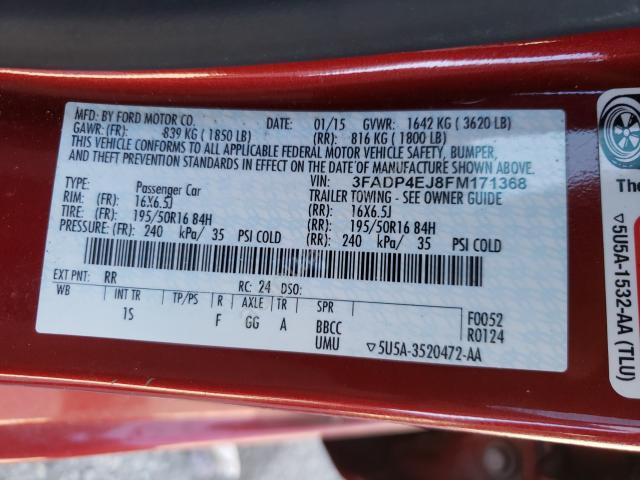 MFD. BY FORD MOTOR CO. DATE: 01/15 GVWR: 1642 KG ( 3620 LB)
GAWR: (FR): 839 KG ( 1850 LB) (RR): 816 KG ( 1800 LB)
THIS VEHICLE CONFORMS TO ALL APPLICABLE FEDERAL MOTOR VEHICLE SAFETY, BUMPER,
AND THEFT PREVENTION STANDARDS IN EFFECT ON THE DATE OF MANUFACTURE SHOWN ABOVE.
VIN: 3FADP4EJ8FM171368
TYPE: Passenger Car TRAILER TOWING - SEE OWNER GUIDE
RIM: (FR) 16X6.5J (RR): 16X6.5J
TIRE: (FR) 195/50R16 84H (RR): 195/50R16 84H
PRESSURE: (FR) 240 kPa/ 35 PSI COLD (RR): 240 kPa/ 35 PSI COLD
EXT PNT: RR RC: 24 DSO:
WB INT TR TP/PS R AXLE TR SPR
1S F GG A BBCC F0052
UMU R0124
▽5U5A-3520472-AA
▽5U5A-1532-AA (TLU)